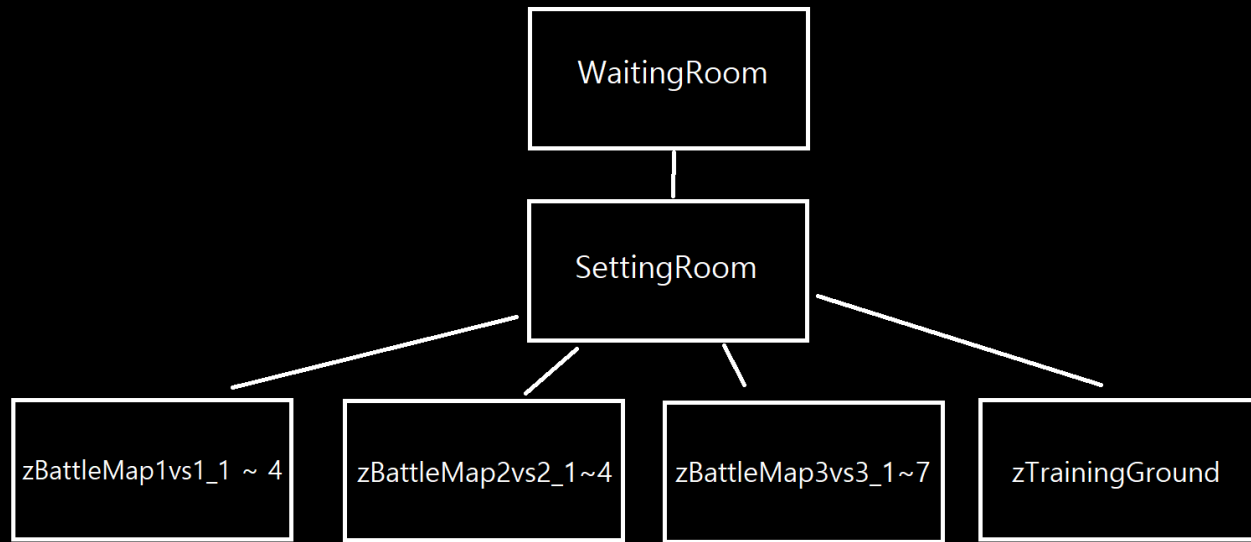 WaitingRoom
SettingRoom
zBattleMap1vs1_1 ~ 4
zBattleMap2vs2_1~4
zBattleMap3vs3_1~7
zTrainingGround